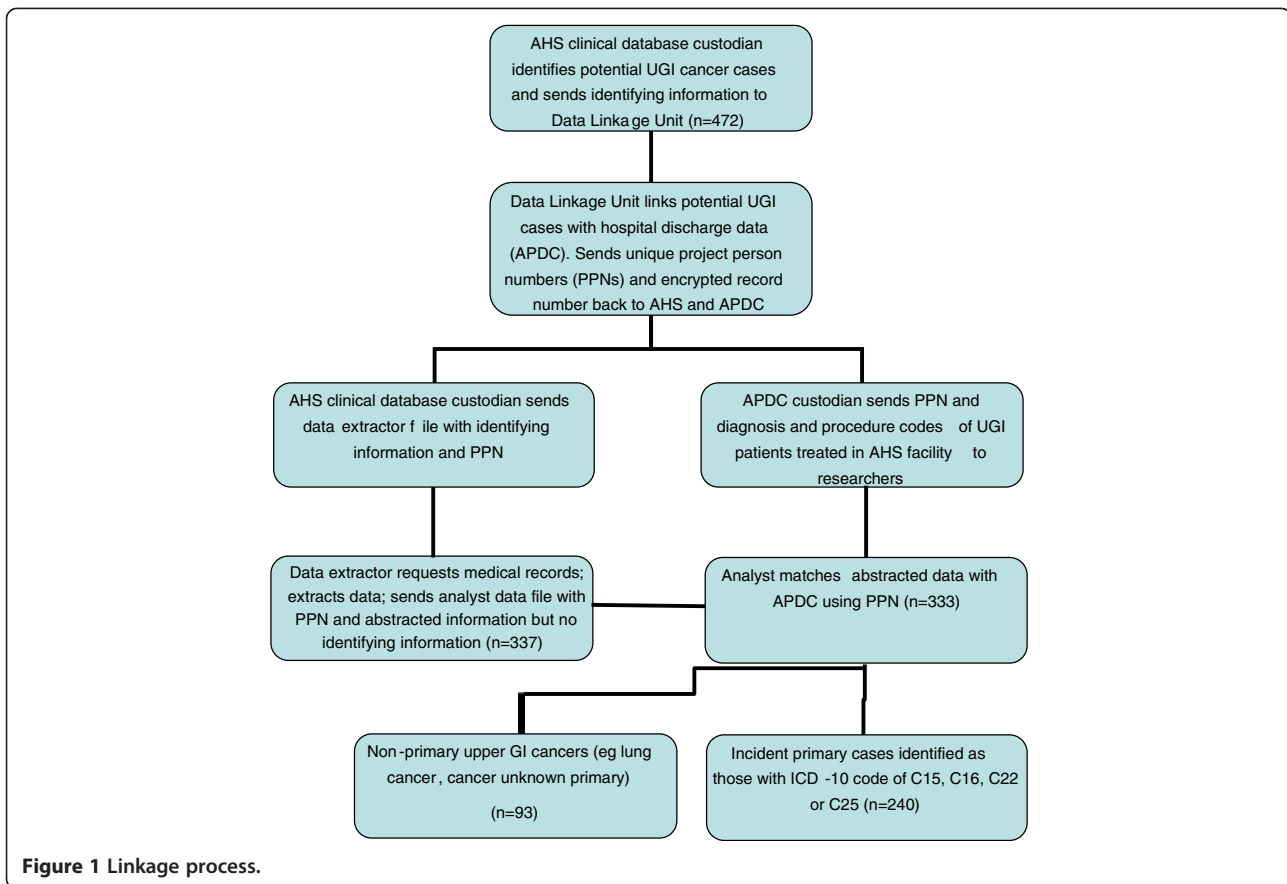 AHS clinical database custodian
identifies potential UGI cancer cases
and sends identifying information to
Data Linkage Unit (n=472)
Data Linkage Unit links potential UGI
cases with hospital discharge data
(APDC). Sends unique project person
numbers (PPNs) and encrypted record
number back to AHS and APDC
AHS clinical database custodian sends
data extractor file with identifying
information and PPN
APDC custodian sends PPN and
diagnosis and procedure codes of UGI
patients treated in AHS facility to
researchers
Data extractor requests medical records;
extracts data; sends analyst data file with
PPN and abstracted information but no
identifying information (n=337)
Analyst matches abstracted data with
APDC using PPN (n=333)
Non-primary upper GI cancers (eg lung
cancer, cancer unknown primary)
(n=93)
Incident primary cases identified as
those with ICD -10 code of C15, C16, C22
or C25 (n=240)
Figure 1 Linkage process.